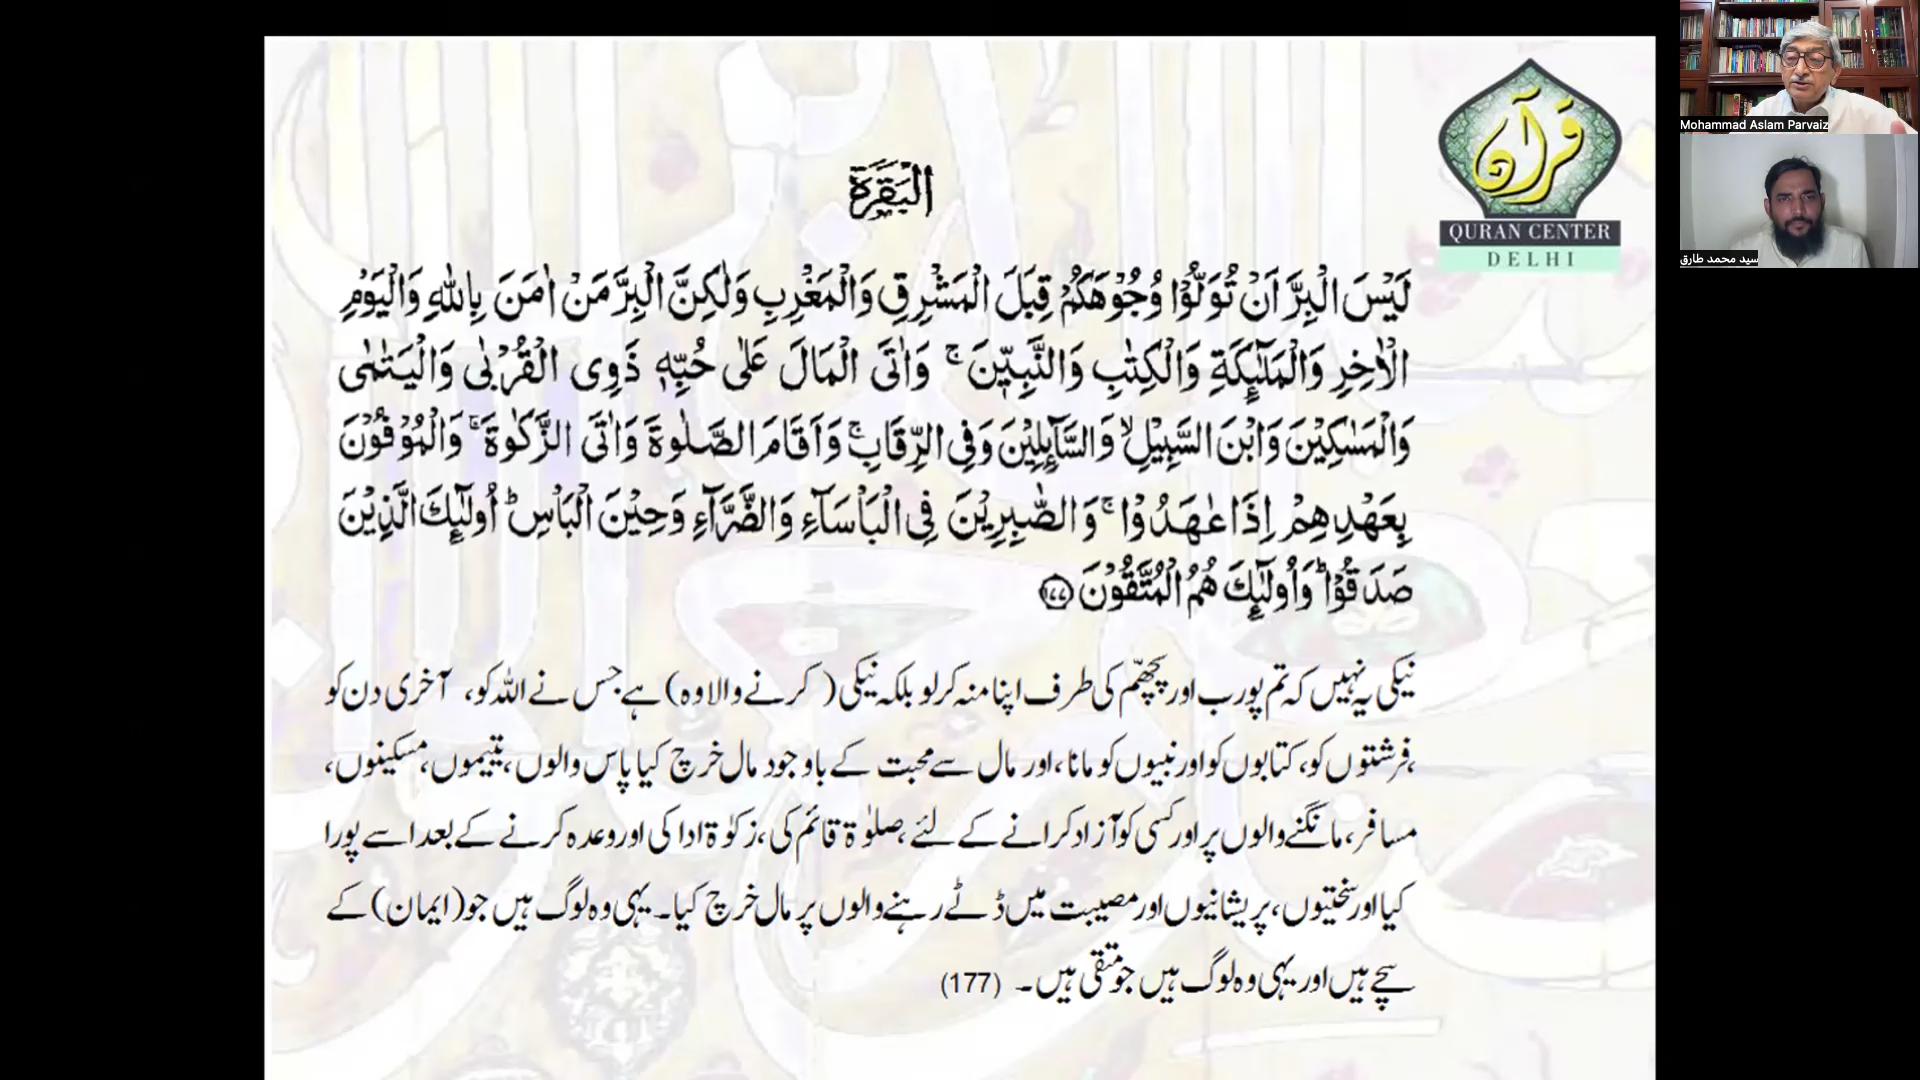 البقرة
لَيْسَ الْبِرَّ اَنْ تُوَلُّوْا وُجُوْهَكُمْ قِبَلَ الْمَشْرِقِ وَالْمَغْرِبِ وَلٰكِنَّ الْبِرَّ مَنْ اٰمَنَ بِاللّٰهِ وَالْيَوْمِ
الْاٰخِرِ وَالْمَلٰٓئِكَةِ وَالْكِتٰبِ وَالنَّبِيّٖنَ ۚ وَاٰتَى الْمَالَ عَلٰى حُبِّهٖ ذَوِى الْقُرْبٰى وَالْيَتٰمٰى
وَالْمَسٰكِيْنَ وَابْنَ السَّبِيْلِ ۙ وَالسَّآئِلِيْنَ وَفِى الرِّقَابِ ۚ وَاَقَامَ الصَّلٰوةَ وَاٰتَى الزَّكٰوةَ ۚ وَالْمُوْفُوْنَ
بِعَهْدِهِمْ اِذَا عٰهَدُوْا ۚ وَالصّٰبِرِيْنَ فِى الْبَاْسَآءِ وَالضَّرَّآءِ وَحِيْنَ الْبَاْسِ ؕ اُولٰٓئِكَ الَّذِيْنَ
صَدَقُوْا ؕ وَاُولٰٓئِكَ هُمُ الْمُتَّقُوْنَ ﴿۱۷۷﴾
نیکی یہ نہیں کہ تم پورب اور پچھّم کی طرف اپنا منہ کرلو بلکہ نیکی (کرنے والا وہ) ہے جس نے اللہ کو، آخری دن کو
،فرشتوں کو، کتابوں کو اور نبیوں کو مانا، اور مال سے محبت کے باوجود مال خرچ کیا پاس والوں، یتیموں، مسکینوں،
مسافر، مانگنے والوں پر اور کسی کو آزاد کرانے کے لئے ،صلوٰۃ قائم کی، زکوٰۃ ادا کی اور وعدہ کرنے کے بعد اسے پورا
کیا اور سختیوں، پریشانیوں اور مصیبت میں ڈٹے رہنے والوں پر مال خرچ کیا۔ یہی وہ لوگ ہیں جو (ایمان) کے
سچے ہیں اور یہی وہ لوگ ہیں جو متقی ہیں۔ (177)
قرآن
QURAN CENTER
DELHI
Mohammad Aslam Parvaiz
سید محمد طارق